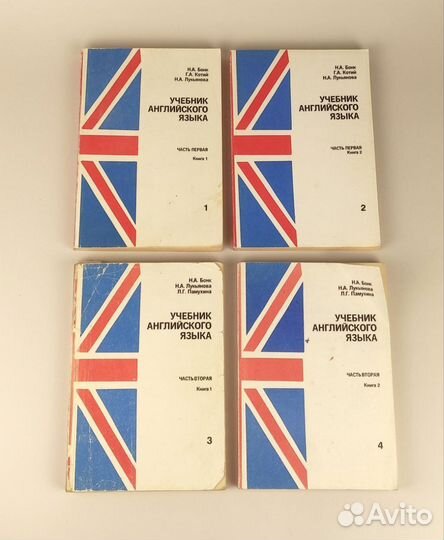 Н.А. Бонк
Г.А. Котий
Н.А. Лукьянова
УЧЕБНИК
АНГЛИЙСКОГО
ЯЗЫКА
ЧАСТЬ ПЕРВАЯ
Книга 1
1
Н.А. Бонк
Г.А. Котий
Н.А. Лукьянова
УЧЕБНИК
АНГЛИЙСКОГО
ЯЗЫКА
ЧАСТЬ ПЕРВАЯ
Книга 2
2
Н.А. Бонк
Н.А. Лукьянова
Л.Г. Памухина
УЧЕБНИК
АНГЛИЙСКОГО
ЯЗЫКА
ЧАСТЬ ВТОРАЯ
Книга 1
3
Н.А. Бонк
Н.А. Лукьянова
Л.Г. Памухина
УЧЕБНИК
АНГЛИЙСКОГО
ЯЗЫКА
ЧАСТЬ ВТОРАЯ
Книга 2
4
Avito